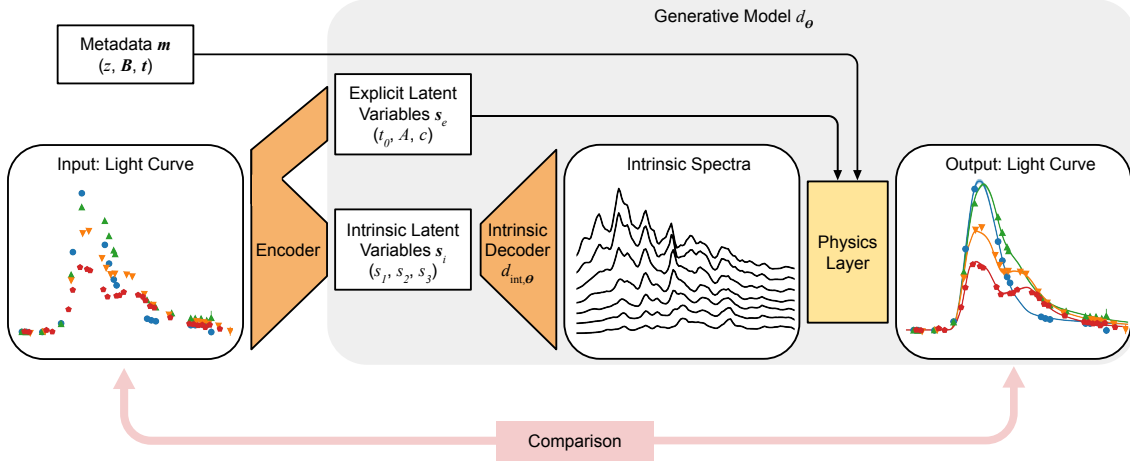 Generative Model d_θ
Metadata m
(z, B, t)
Explicit Latent
Variables s_e
(t_0, A, c)
Input: Light Curve
Encoder
Intrinsic Latent
Variables s_i
(s_1, s_2, s_3)
Intrinsic
Decoder
d_int,θ
Intrinsic Spectra
Physics
Layer
Output: Light Curve
Comparison